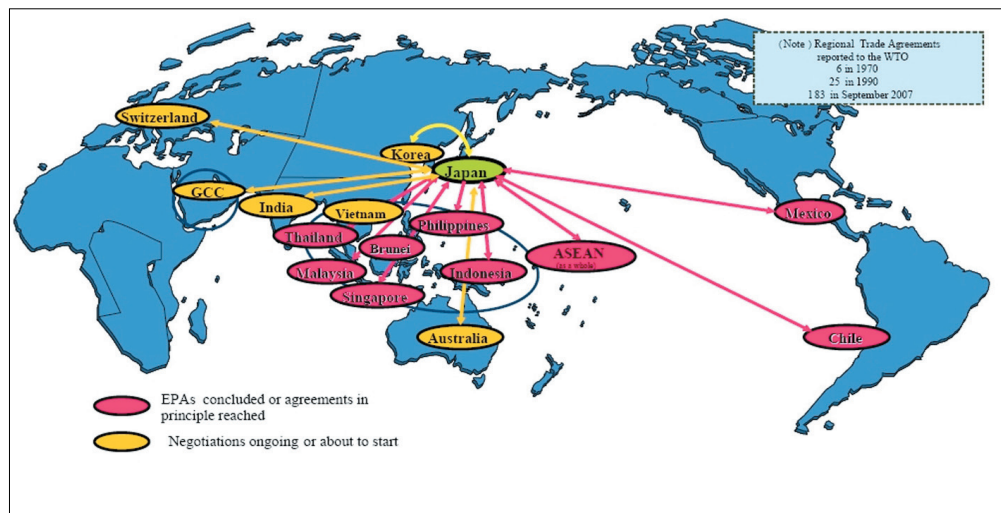 (Note ) Regional Trade Agreements
reported to the WTO
6 in 1970
25 in 1990
183 in September 2007
Switzerland
Korea
Japan
GCC
India
Vietnam
Philippines
Mexico
Thailand
Brunei
ASEAN
(as a whole)
Malaysia
Indonesia
Singapore
Australia
Chile
EPAs concluded or agreements in
principle reached
Negotiations ongoing or about to start